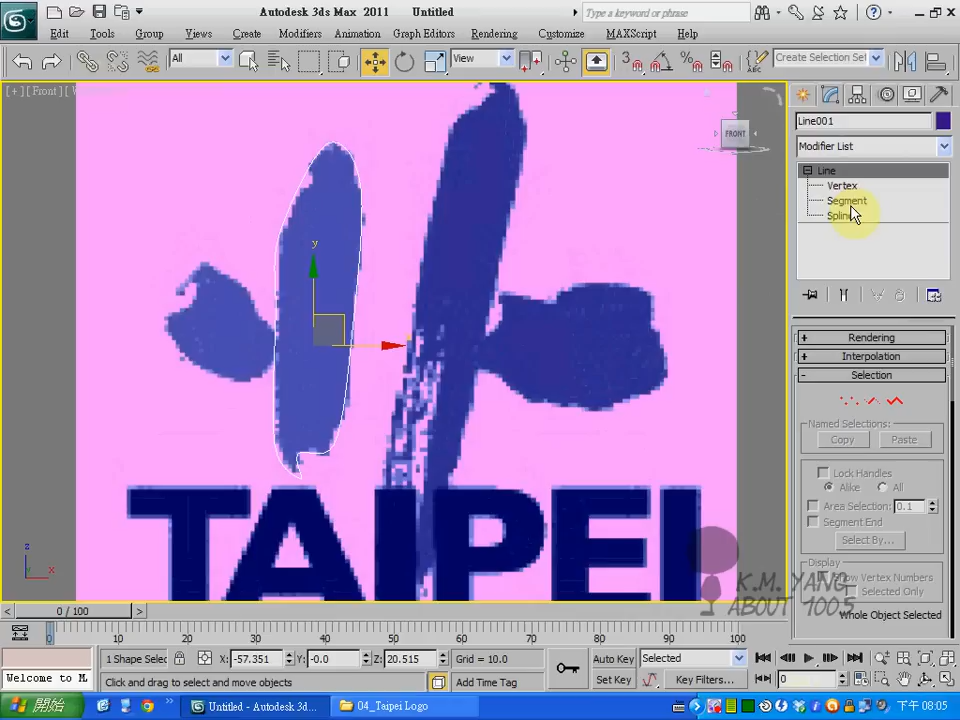 Autodesk 3ds Max 2011 Untitled
Type a keyword or phrase
Edit Tools Group Views Create Modifiers Animation Graph Editors Rendering Customize MAXScript Help
All View Create Selection Set
[ + ] [ Front ] [ W
FRONT
y
x
z
x
y
TAIPEI
K.M. YANG
ABOUT 1005
Line001
Modifier List
Line
Vertex
Segment
Spline
+ Rendering
+ Interpolation
- Selection
Named Selections:
Copy Paste
Lock Handles
Alike All
Area Selection: 0.1
Segment End
Select By...
Display
Show Vertex Numbers
Selected Only
Whole Object Selected
< 0 / 100 >
0 10 20 30 40 50 60 70 80 90 100
1 Shape Selec X: -57.351 Y: -0.0 Z: 20.515 Grid = 10.0 Auto Key Selected
Welcome to M Click and drag to select and move objects Add Time Tag Set Key Key Filters... 0
開始 Untitled - Autodesk 3ds... 04_Taipei Logo 下午 08:05